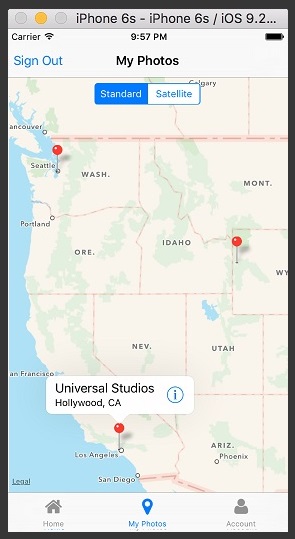 iPhone 6s - iPhone 6s / iOS 9.2...
Carrier 9:57 PM
Sign Out My Photos
Standard Satellite
Calgary
ancouver
Seattle
WASH.
MONT.
Portland
ORE.
IDAHO
WY
NEV.
UTAH
an Francisco
Universal Studios
Hollywood, CA
ARIZ.
Los Angeles
Phoenix
San Diego
Legal
Home My Photos Account